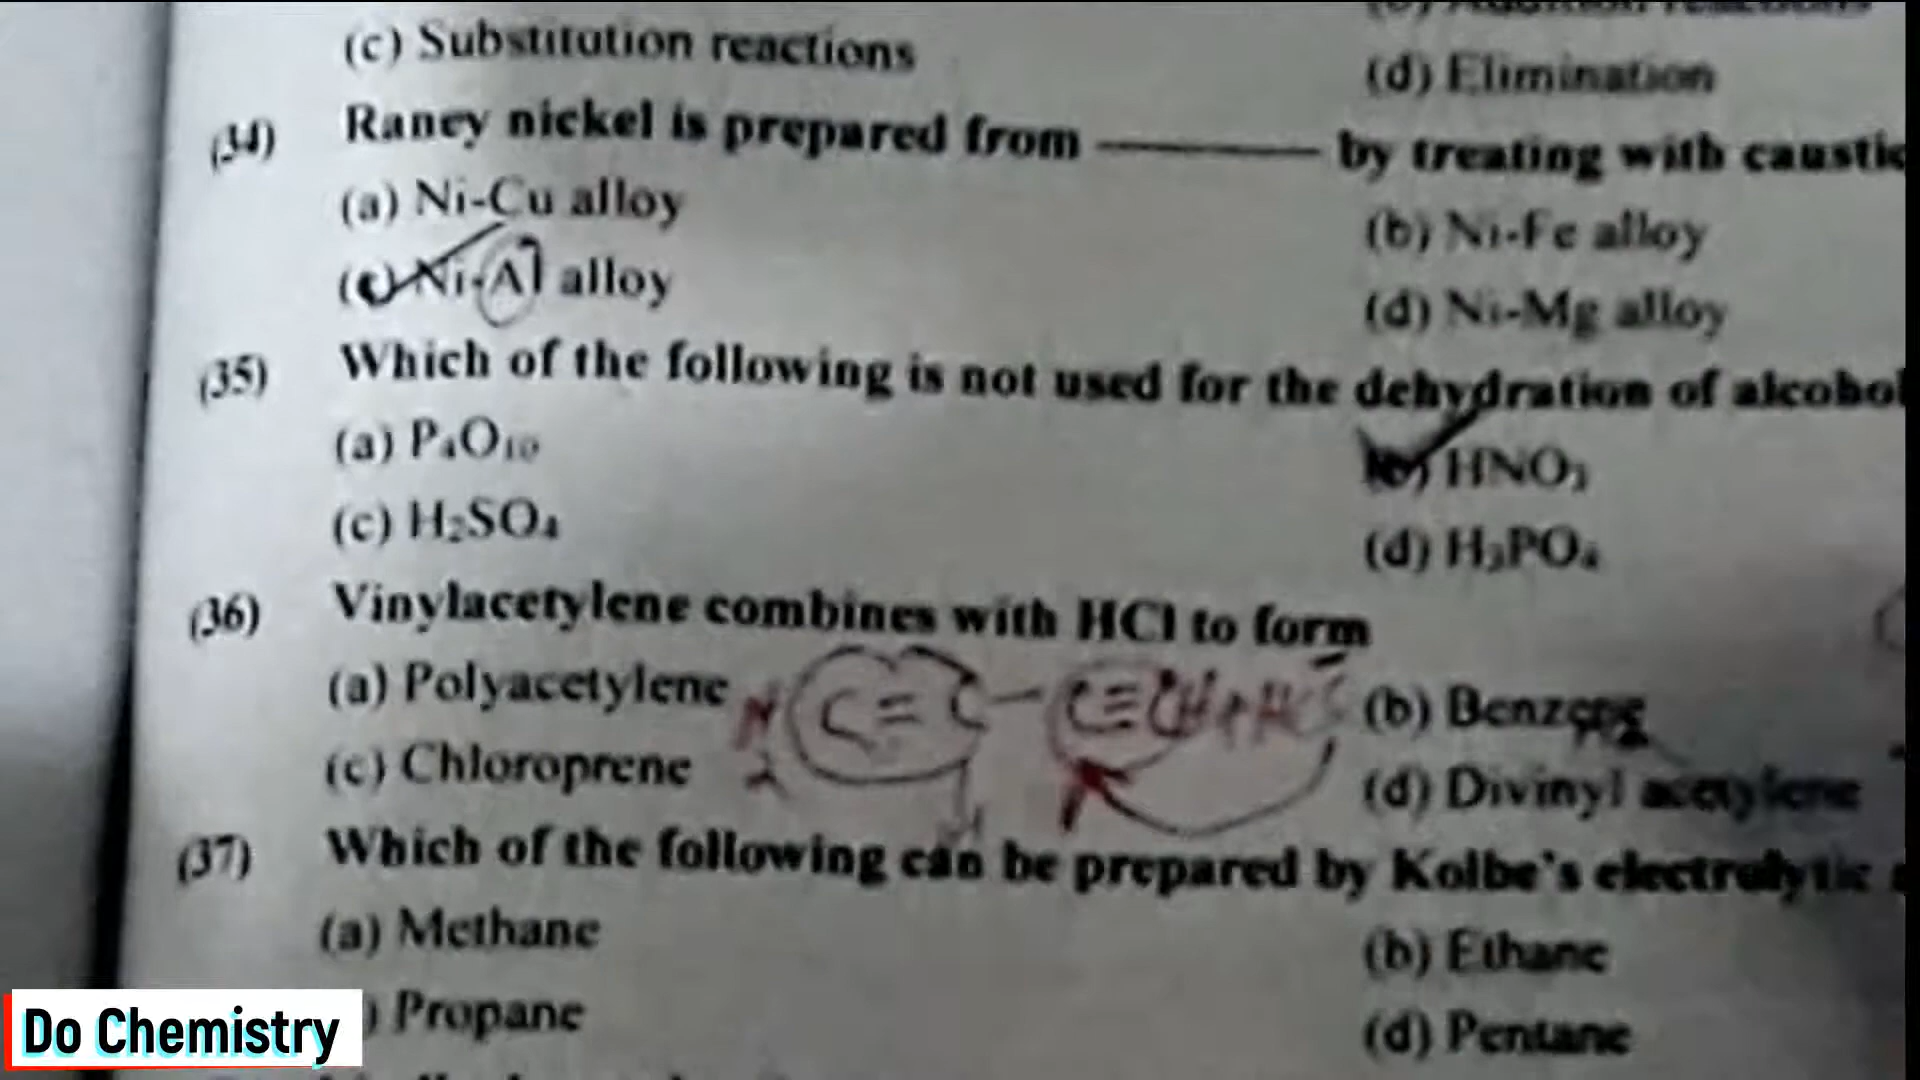 (c) Substitution reactions
(d) Elimination
(34) Raney nickel is prepared from ______ by treating with caustic
(a) Ni-Cu alloy
(b) Ni-Fe alloy
(c) Ni-Al alloy
(d) Ni-Mg alloy
(35) Which of the following is not used for the dehydration of alcohol
(a) P₄O₁₀
HNO₃
(c) H₂SO₄
(d) H₃PO₄
(36) Vinylacetylene combines with HCl to form
(a) Polyacetylene
C=C-C≡CH+HCl
(b) Benzene
(c) Chloroprene
(d) Divinyl acetylene
(37) Which of the following can be prepared by Kolbe's electrolytic
(a) Methane
(b) Ethane
) Propane
(d) Pentane
Do Chemistry